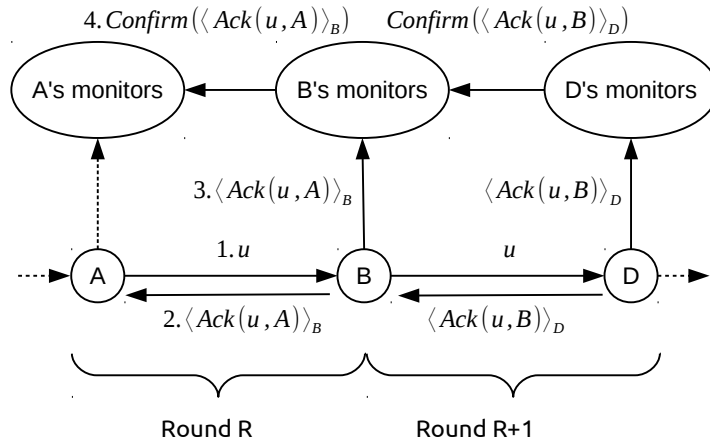 4. Confirm(⟨Ack(u,A)⟩_B) Confirm(⟨Ack(u,B)⟩_D)
A's monitors B's monitors D's monitors
3. ⟨Ack(u,A)⟩_B ⟨Ack(u,B)⟩_D
1. u u
A B D
2. ⟨Ack(u,A)⟩_B ⟨Ack(u,B)⟩_D
Round R Round R+1